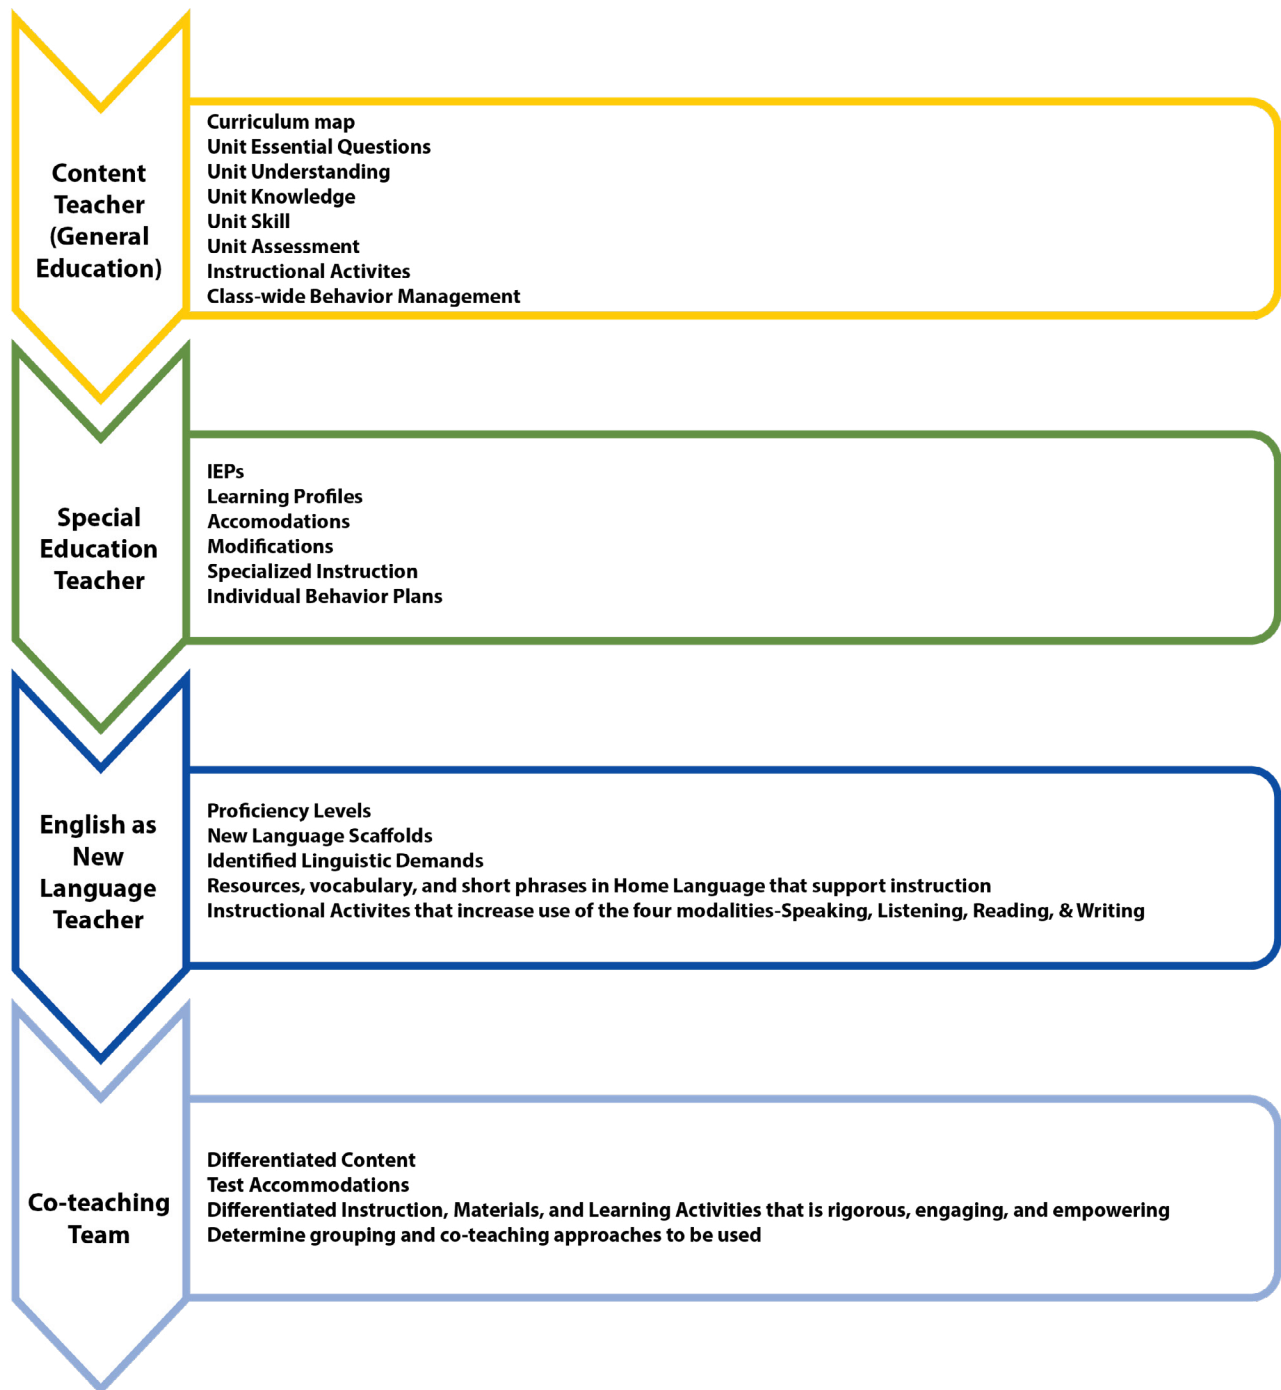 Content
Teacher
(General
Education)
Curriculum map
Unit Essential Questions
Unit Understanding
Unit Knowledge
Unit Skill
Unit Assessment
Instructional Activites
Class-wide Behavior Management
Special
Education
Teacher
IEPs
Learning Profiles
Accomodations
Modifications
Specialized Instruction
Individual Behavior Plans
English as
New
Language
Teacher
Proficiency Levels
New Language Scaffolds
Identified Linguistic Demands
Resources, vocabulary, and short phrases in Home Language that support instruction
Instructional Activites that increase use of the four modalities-Speaking, Listening, Reading, & Writing
Co-teaching
Team
Differentiated Content
Test Accommodations
Differentiated Instruction, Materials, and Learning Activities that is rigorous, engaging, and empowering
Determine grouping and co-teaching approaches to be used